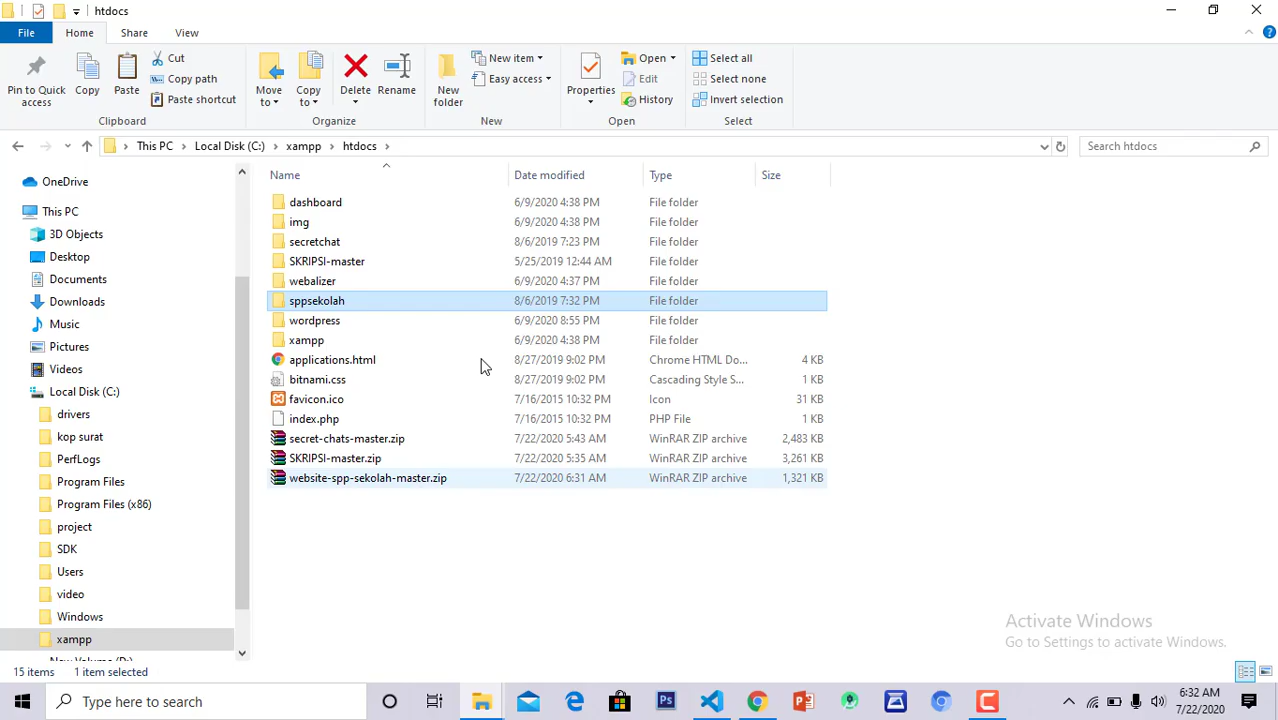 htdocs
File Home Share View
Pin to Quick access
Copy
Paste
Cut
Copy path
Paste shortcut
Clipboard
Move to
Copy to
Delete
Rename
Organize
New folder
New item
Easy access
New
Properties
Open
Edit
History
Open
Select all
Select none
Invert selection
Select
This PC Local Disk (C:) xampp htdocs
Search htdocs
OneDrive
This PC
3D Objects
Desktop
Documents
Downloads
Music
Pictures
Videos
Local Disk (C:)
drivers
kop surat
PerfLogs
Program Files
Program Files (x86)
project
SDK
Users
video
Windows
xampp
Name Date modified Type Size
dashboard 6/9/2020 4:38 PM File folder
img 6/9/2020 4:38 PM File folder
secretchat 8/6/2019 7:23 PM File folder
SKRIPSI-master 5/25/2019 12:44 AM File folder
webalizer 6/9/2020 4:37 PM File folder
sppsekolah 8/6/2019 7:32 PM File folder
wordpress 6/9/2020 8:55 PM File folder
xampp 6/9/2020 4:38 PM File folder
applications.html 8/27/2019 9:02 PM Chrome HTML Do... 4 KB
bitnami.css 8/27/2019 9:02 PM Cascading Style S... 1 KB
favicon.ico 7/16/2015 10:32 PM Icon 31 KB
index.php 7/16/2015 10:32 PM PHP File 1 KB
secret-chats-master.zip 7/22/2020 5:43 AM WinRAR ZIP archive 2,483 KB
SKRIPSI-master.zip 7/22/2020 5:35 AM WinRAR ZIP archive 3,261 KB
website-spp-sekolah-master.zip 7/22/2020 6:31 AM WinRAR ZIP archive 1,321 KB
Activate Windows
Go to Settings to activate Windows.
15 items 1 item selected
Type here to search
Ps
6:32 AM
7/22/2020